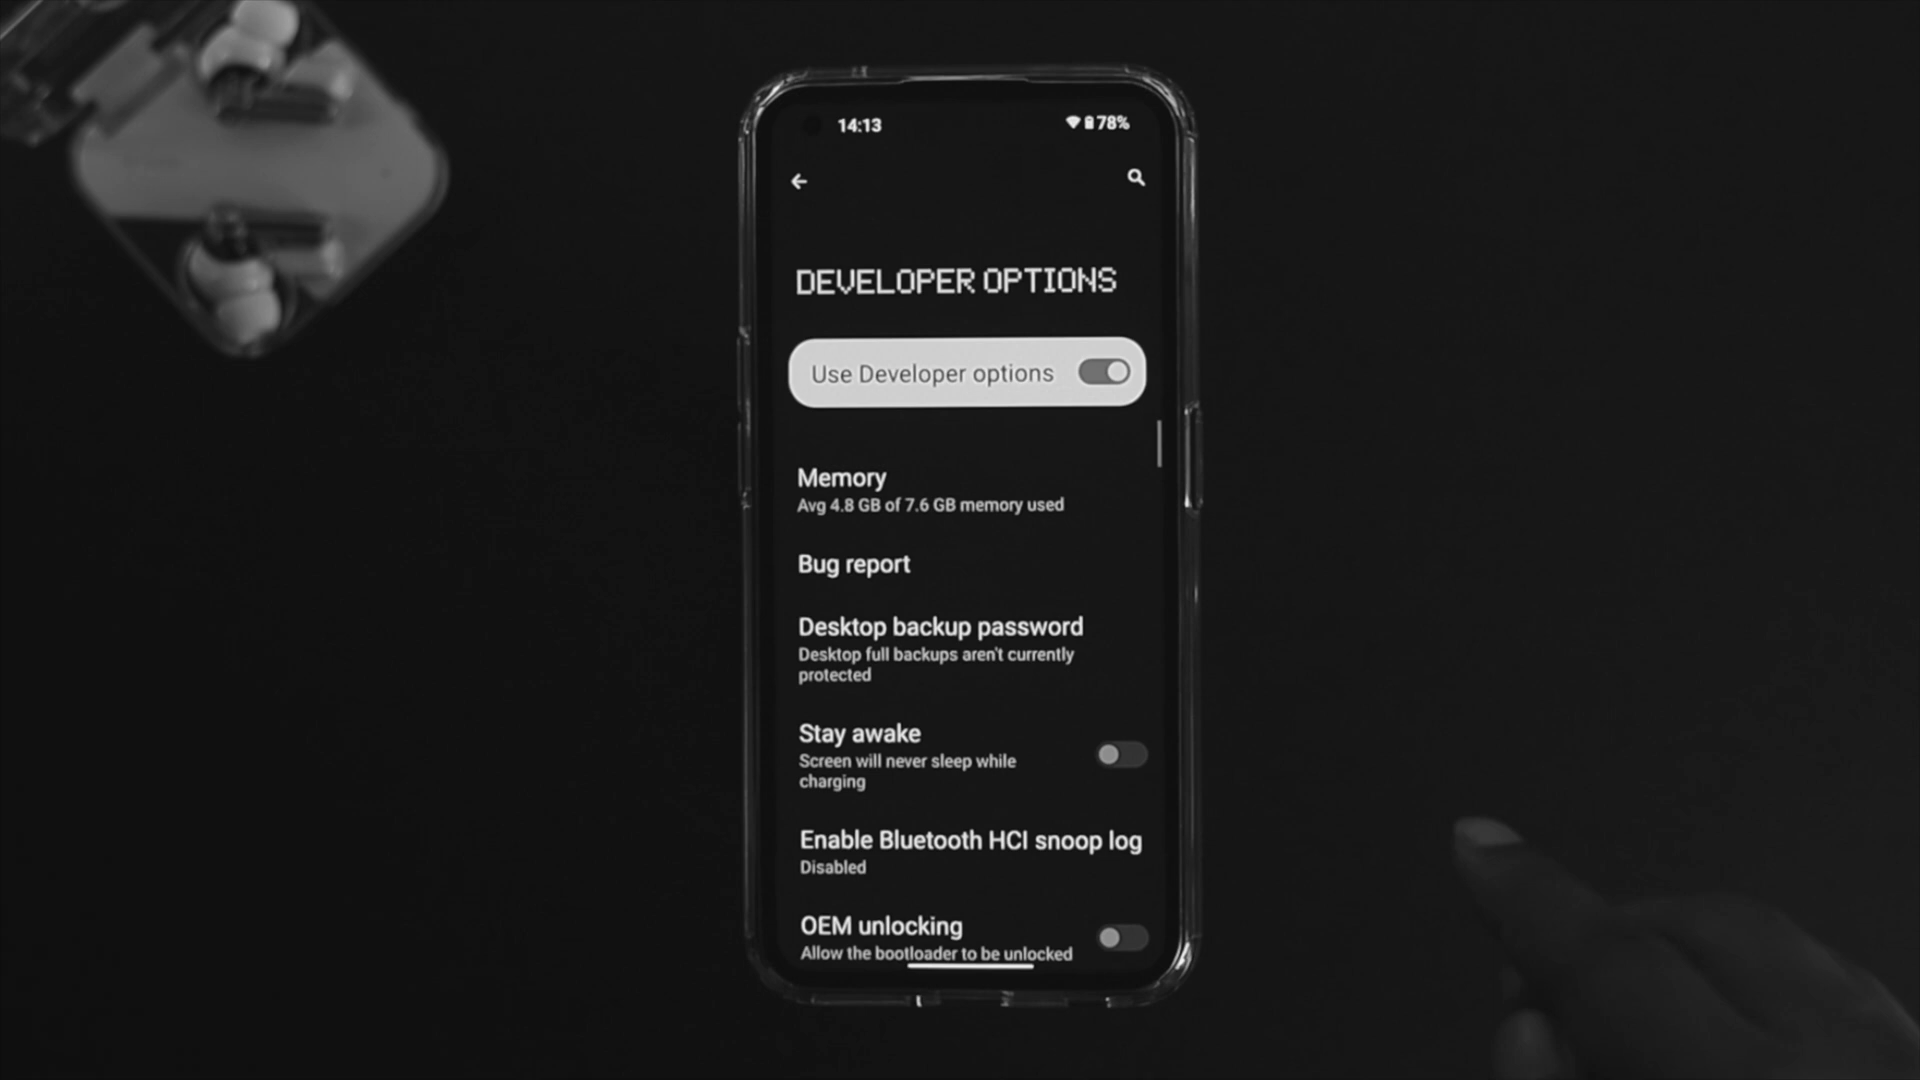 14:13
78%
DEVELOPER OPTIONS
Use Developer options
Memory
Avg 4.8 GB of 7.6 GB memory used
Bug report
Desktop backup password
Desktop full backups aren't currently
protected
Stay awake
Screen will never sleep while
charging
Enable Bluetooth HCI snoop log
Disabled
OEM unlocking
Allow the bootloader to be unlocked